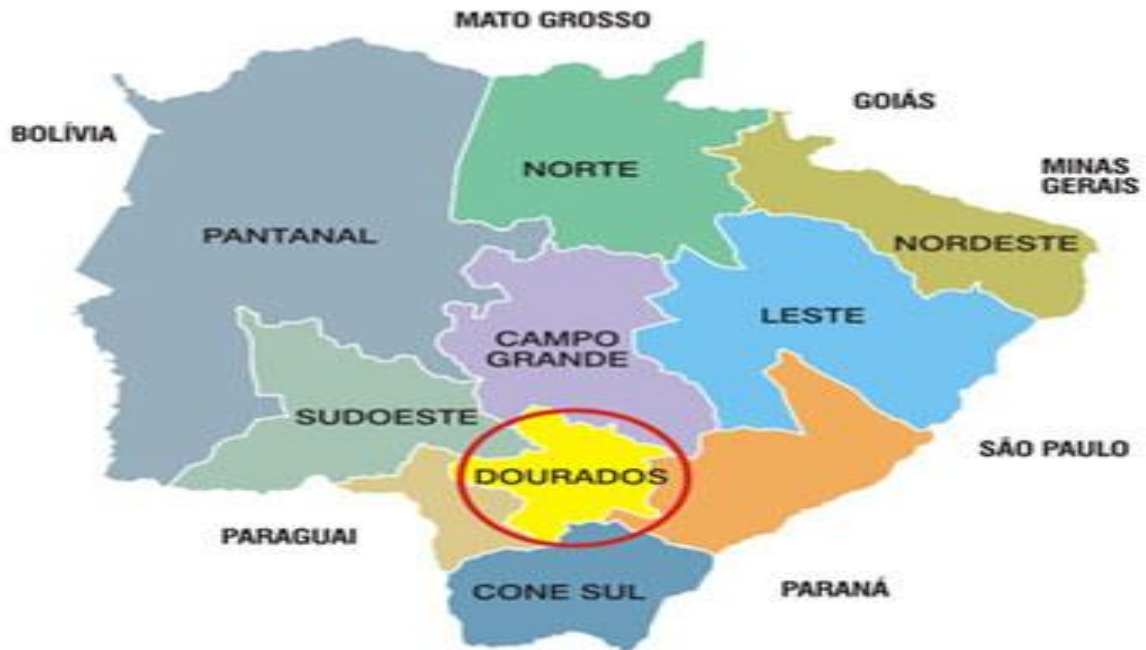 MATO GROSSO
GOIÁS
BOLÍVIA
MINAS
GERAIS
NORTE
PANTANAL
NORDESTE
LESTE
CAMPO
GRANDE
SUDOESTE
SÃO PAULO
DOURADOS
PARAGUAI
PARANÁ
CONE SUL